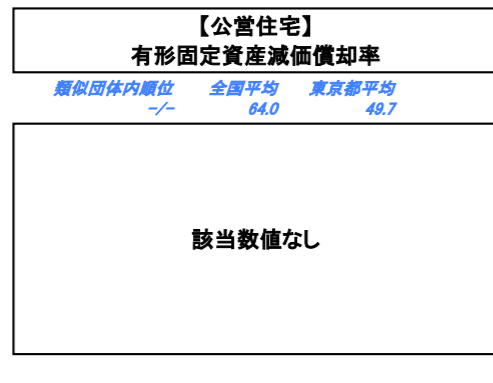 【公営住宅】
有形固定資産減価償却率
類似団体内順位 全国平均 東京都平均
-/- 64.0 49.7
該当数値なし